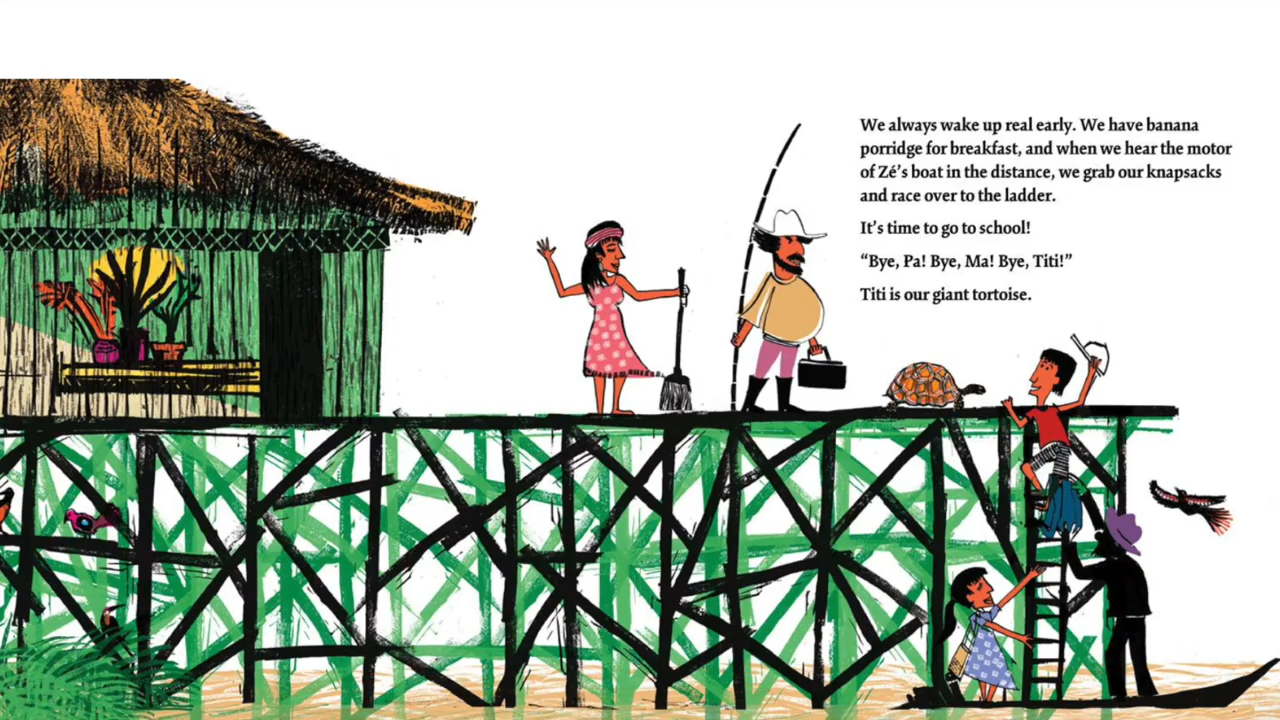 We always wake up real early. We have banana
porridge for breakfast, and when we hear the motor
of Zé’s boat in the distance, we grab our knapsacks
and race over to the ladder.
It’s time to go to school!
“Bye, Pa! Bye, Ma! Bye, Titi!”
Titi is our giant tortoise.